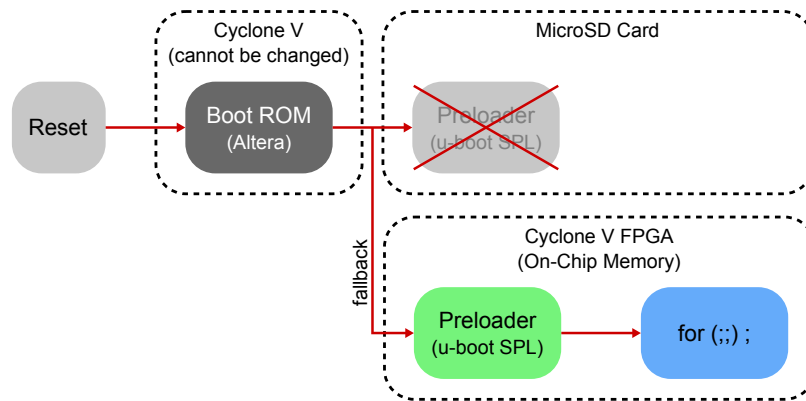 Cyclone V
(cannot be changed)
MicroSD Card
Reset
Boot ROM
(Altera)
Preloader
(u-boot SPL)
fallback
Cyclone V FPGA
(On-Chip Memory)
Preloader
(u-boot SPL)
for (;;) ;